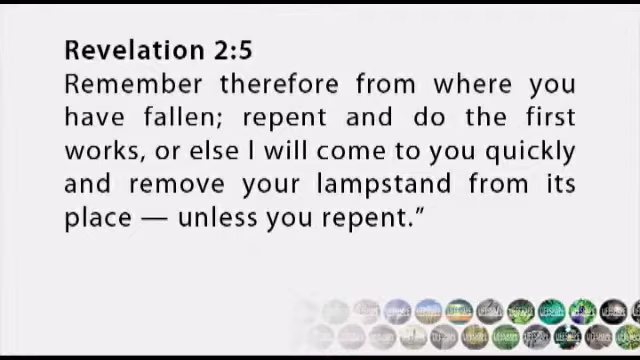 Revelation 2:5
Remember therefore from where you
have fallen; repent and do the first
works, or else I will come to you quickly
and remove your lampstand from its
place — unless you repent.”